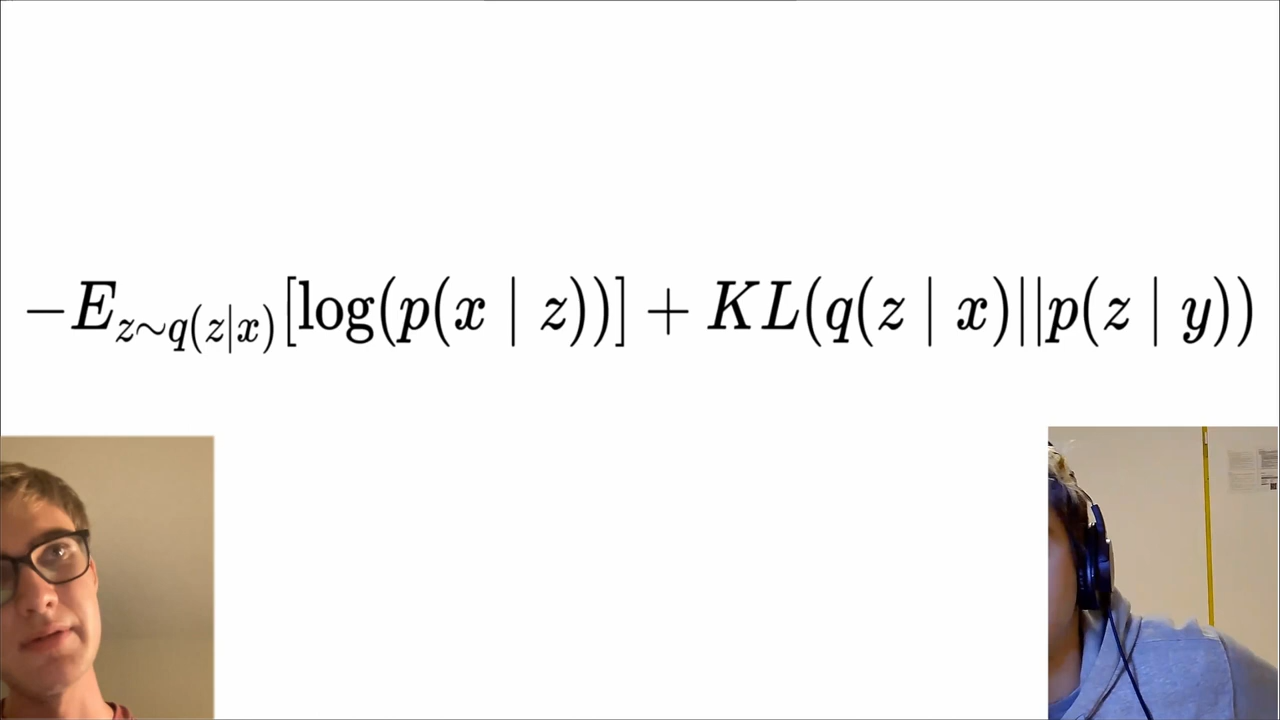 −E_{z∼q(z|x)}[log(p(x | z))] + KL(q(z | x)||p(z | y))